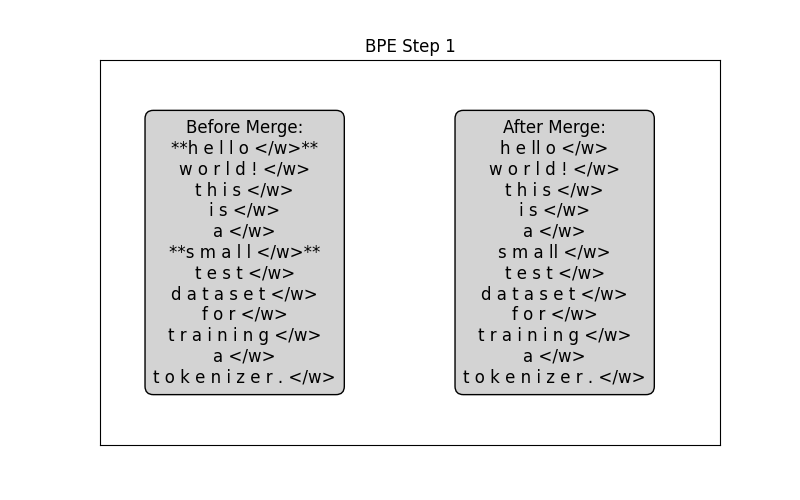 BPE Step 1
Before Merge:
**h e l l o </w>**
w o r l d ! </w>
t h i s </w>
i s </w>
a </w>
**s m a l l </w>**
t e s t </w>
d a t a s e t </w>
f o r </w>
t r a i n i n g </w>
a </w>
t o k e n i z e r . </w>
After Merge:
h e ll o </w>
w o r l d ! </w>
t h i s </w>
i s </w>
a </w>
s m a ll </w>
t e s t </w>
d a t a s e t </w>
f o r </w>
t r a i n i n g </w>
a </w>
t o k e n i z e r . </w>